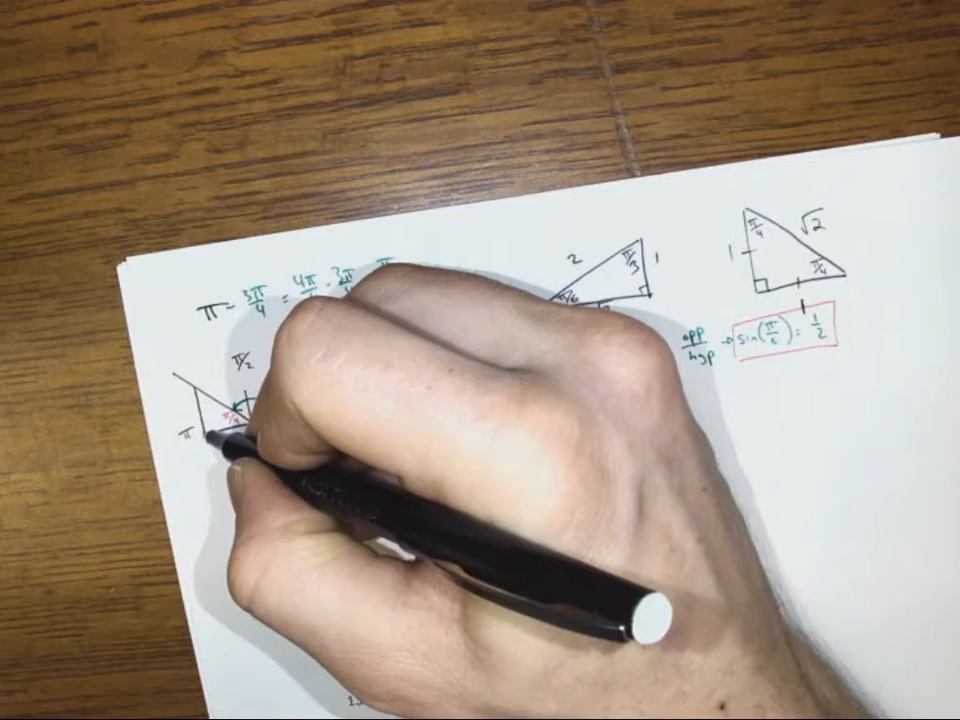 π - 3π/4 = 4π/4 - 3π/4
2
π/3
1
π/6
1
π/4
√2
π/4
1
opp/hyp → sin(π/6) = 1/2
π/2
π/4
π